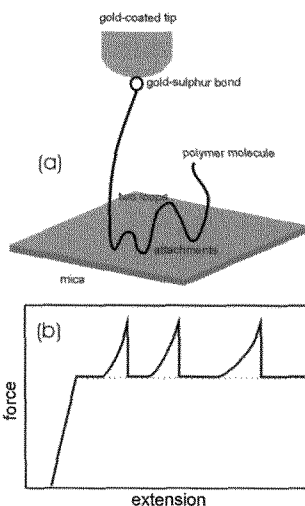 gold-coated tip
gold-sulphur bond
(a)
polymer molecule
attachments
mica
(b)
force
extension